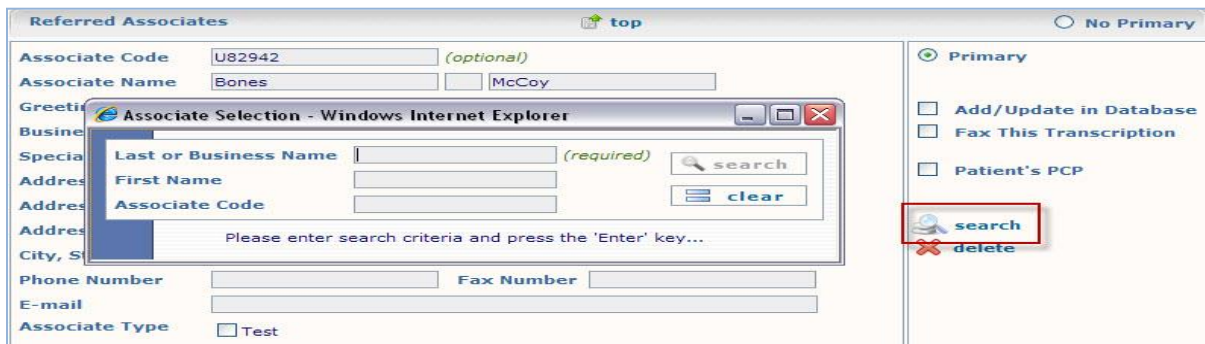 Referred Associates top No Primary
Associate Code U82942 (optional) Primary
Associate Name Bones McCoy
Greetin
Add/Update in Database
Associate Selection - Windows Internet Explorer
Busine
Fax This Transcription
Last or Business Name (required) search
Specia
Patient's PCP
First Name
Addres
clear
Associate Code
Addres
Addres
search
Please enter search criteria and press the 'Enter' key...
City, S
delete
Phone Number Fax Number
E-mail
Associate Type Test